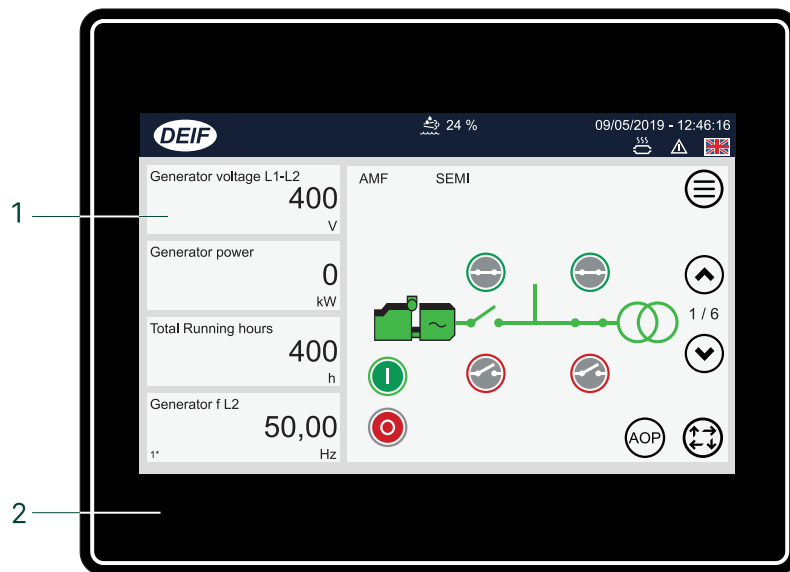 DEIF
24 %
09/05/2019 - 12:46:16
Generator voltage L1-L2
400
V
Generator power
0
kW
Total Running hours
400
h
Generator f L2
50,00
1*
Hz
AMF SEMI
1 / 6
AOP
1
2